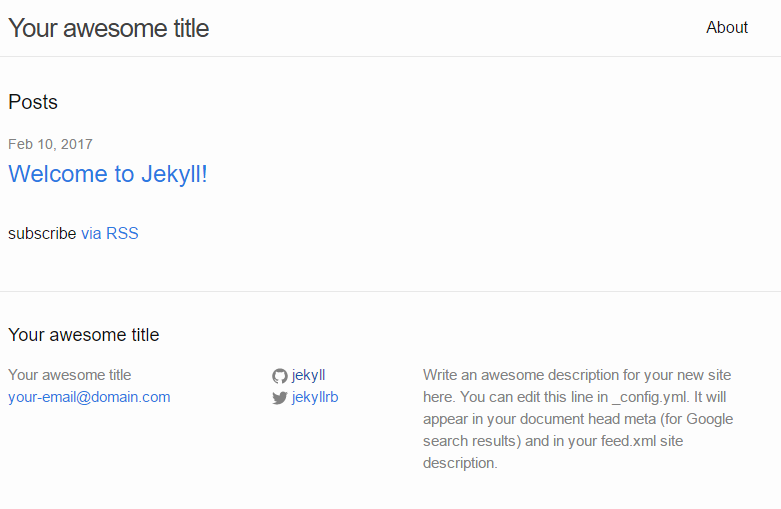 Your awesome title
About
Posts
Feb 10, 2017
Welcome to Jekyll!
subscribe via RSS
Your awesome title
Your awesome title
your-email@domain.com
jekyll
jekyllrb
Write an awesome description for your new site
here. You can edit this line in _config.yml. It will
appear in your document head meta (for Google
search results) and in your feed.xml site
description.